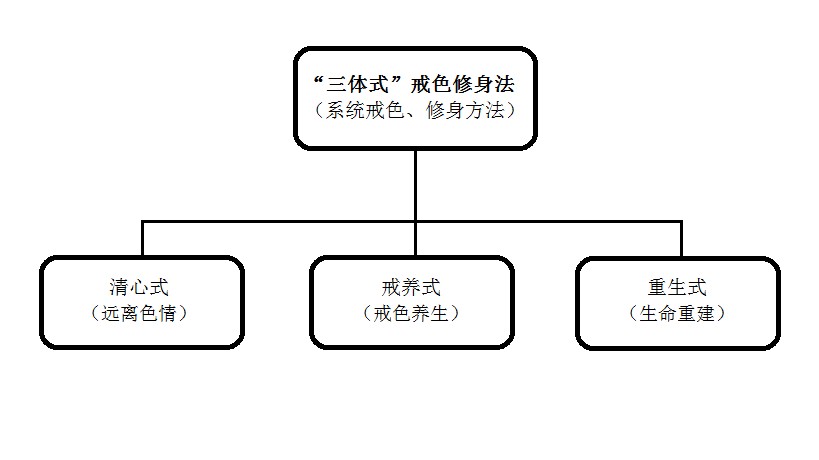 “三体式”戒色修身法
（系统戒色、修身方法）
清心式
（远离色情）
戒养式
（戒色养生）
重生式
（生命重建）